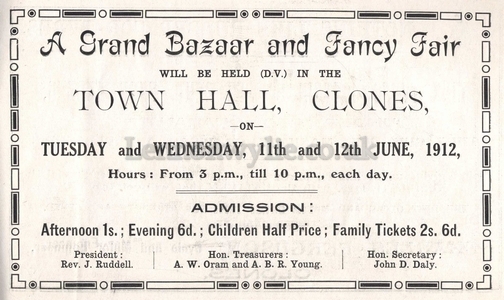 A Grand Bazaar and Fancy Fair
WILL BE HELD (D.V.) IN THE
TOWN HALL, CLONES,
—ON—
TUESDAY and WEDNESDAY, 11th and 12th JUNE, 1912,
Hours: From 3 p.m., till 10 p.m., each day.
ADMISSION:
Afternoon 1s.; Evening 6d.; Children Half Price; Family Tickets 2s. 6d.
President:
Rev. J. Ruddell.
Hon. Treasurers:
A. W. Oram and A. B. R. Young.
Hon. Secretary:
John D. Daly.